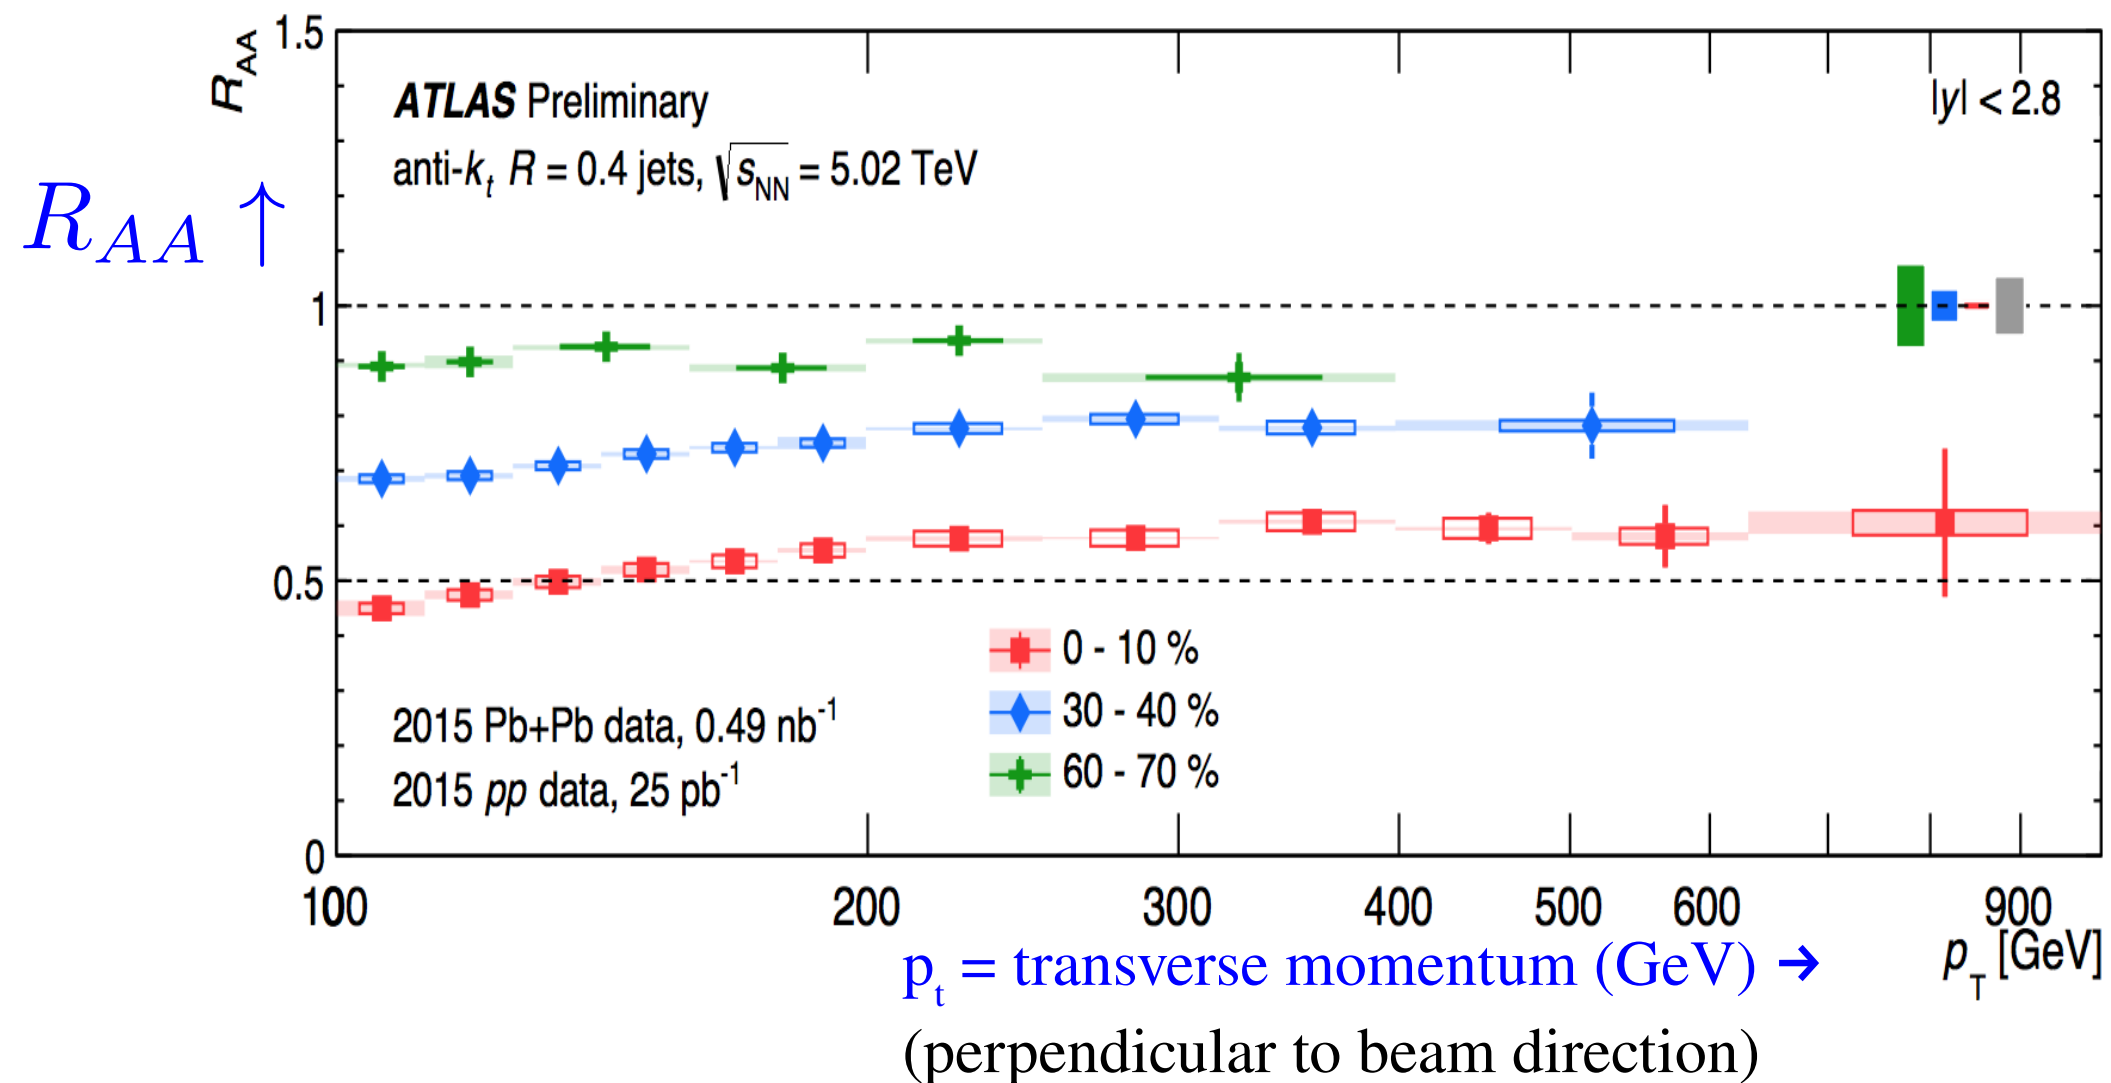 1.5
R_AA
ATLAS Preliminary
|y| < 2.8
anti-k_t R = 0.4 jets, √s_NN = 5.02 TeV
R_AA ↑
1
0.5
0 - 10 %
30 - 40 %
60 - 70 %
2015 Pb+Pb data, 0.49 nb^-1
2015 pp data, 25 pb^-1
0
100 200 300 400 500 600 900
p_T [GeV]
p_t = transverse momentum (GeV) →
(perpendicular to beam direction)